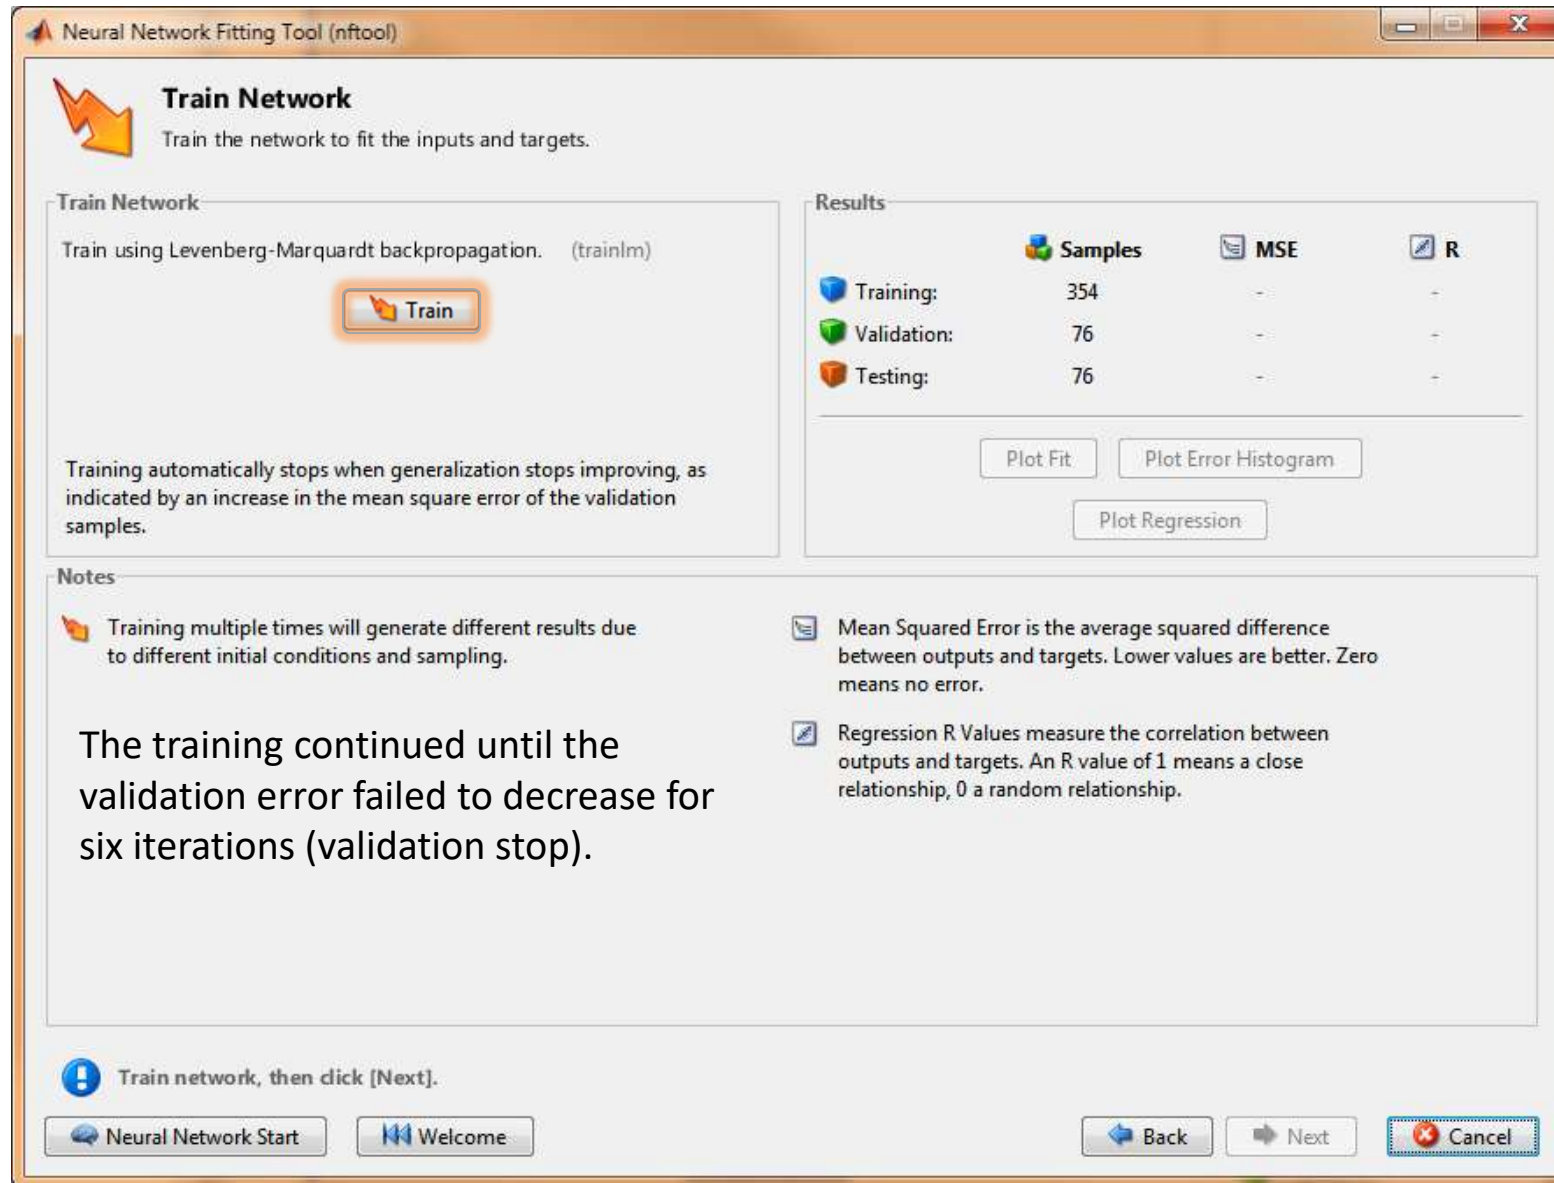 Neural Network Fitting Tool (nftool)
Train Network
Train the network to fit the inputs and targets.
Train Network
Train using Levenberg-Marquardt backpropagation. (trainlm)
Train
Training automatically stops when generalization stops improving, as
indicated by an increase in the mean square error of the validation
samples.
Results
Samples MSE R
Training: 354 - -
Validation: 76 - -
Testing: 76 - -
Plot Fit Plot Error Histogram
Plot Regression
Notes
Training multiple times will generate different results due
to different initial conditions and sampling.
The training continued until the
validation error failed to decrease for
six iterations (validation stop).
Mean Squared Error is the average squared difference
between outputs and targets. Lower values are better. Zero
means no error.
Regression R Values measure the correlation between
outputs and targets. An R value of 1 means a close
relationship, 0 a random relationship.
Train network, then click [Next].
Neural Network Start Welcome Back Next Cancel